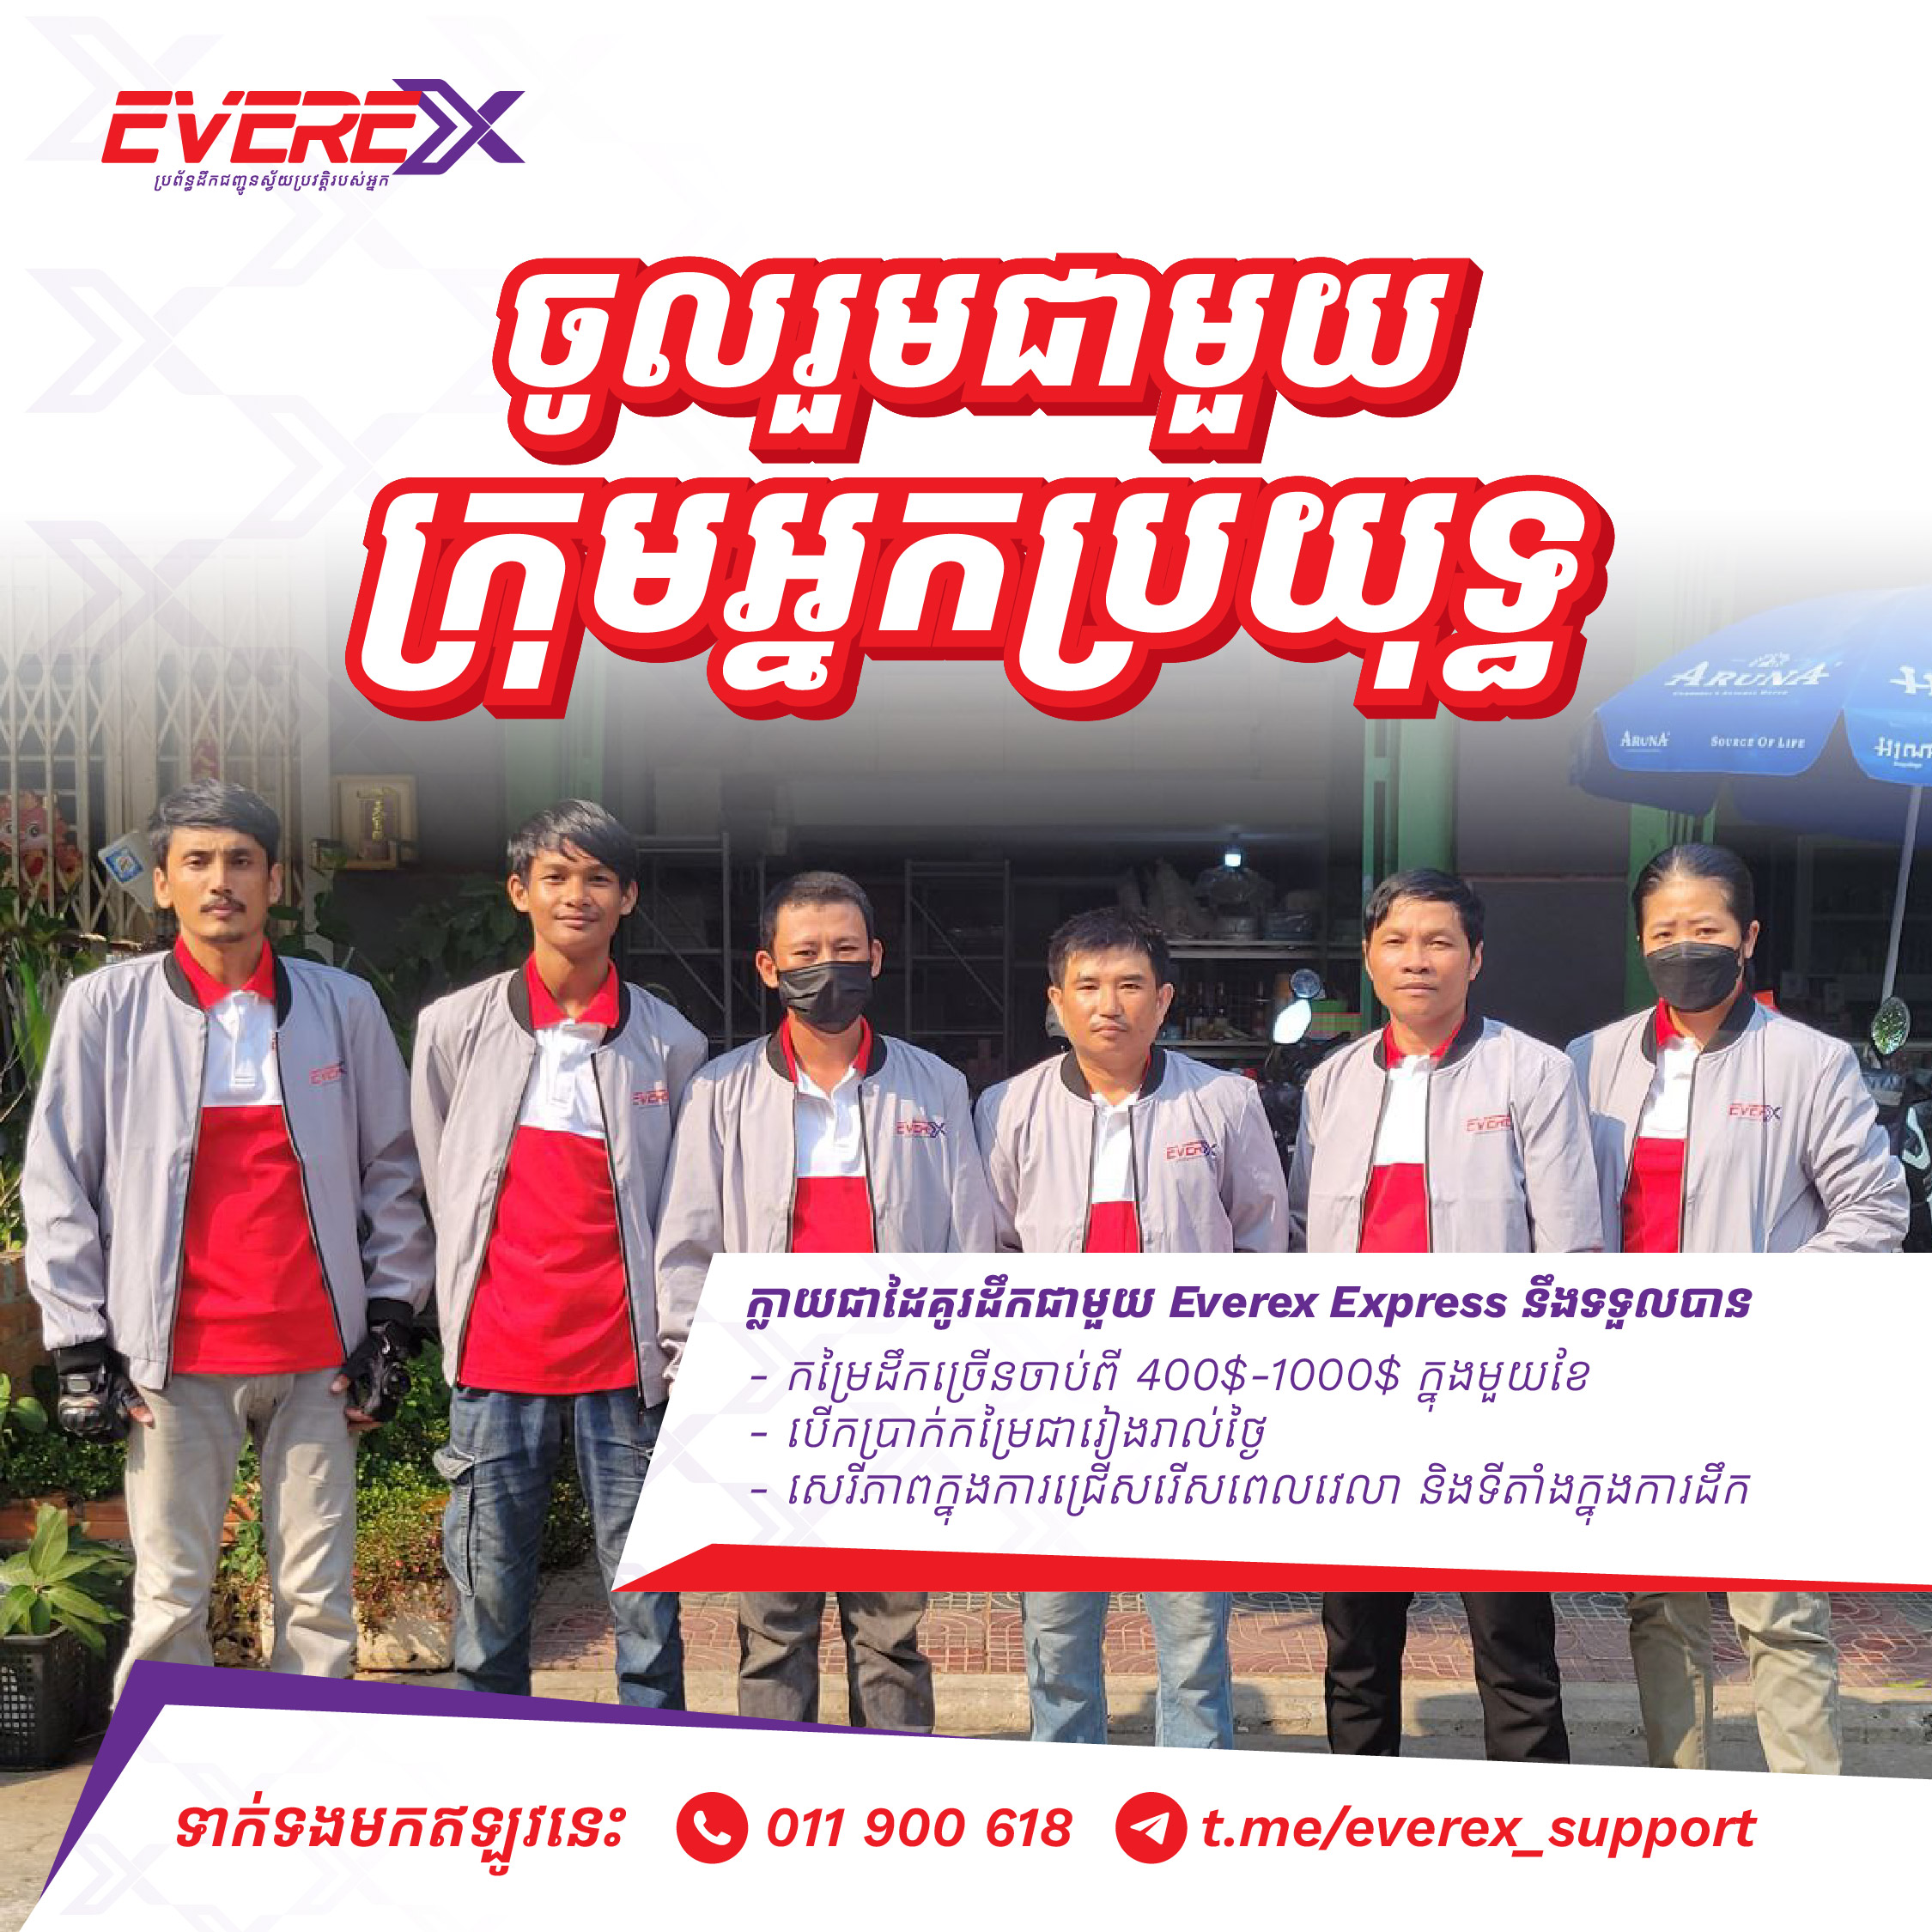 EVEREX
ប្រព័ន្ធដឹកជញ្ជូនស្វ័យប្រវត្តិរបស់អ្នក
ចូលរួមជាមួយ
ក្រុមអ្នកប្រយុទ្ធ
ARUNA
ARUNA
SOURCE OF LIFE
EVEREX
EVERE
EVEREX
EVEREX
EVERE
EVEREX
ក្លាយជាដៃគូរដឹកជាមួយ Everex Express នឹងទទួលបាន
- កម្រៃដឹកច្រើនចាប់ពី 400$-1000$ ក្នុងមួយខែ
- បើកប្រាក់កម្រៃជារៀងរាល់ថ្ងៃ
- សេរីភាពក្នុងការជ្រើសរើសពេលវេលា និងទីតាំងក្នុងការដឹក
ទាក់ទងមកឥឡូវនេះ 011 900 618 t.me/everex_support